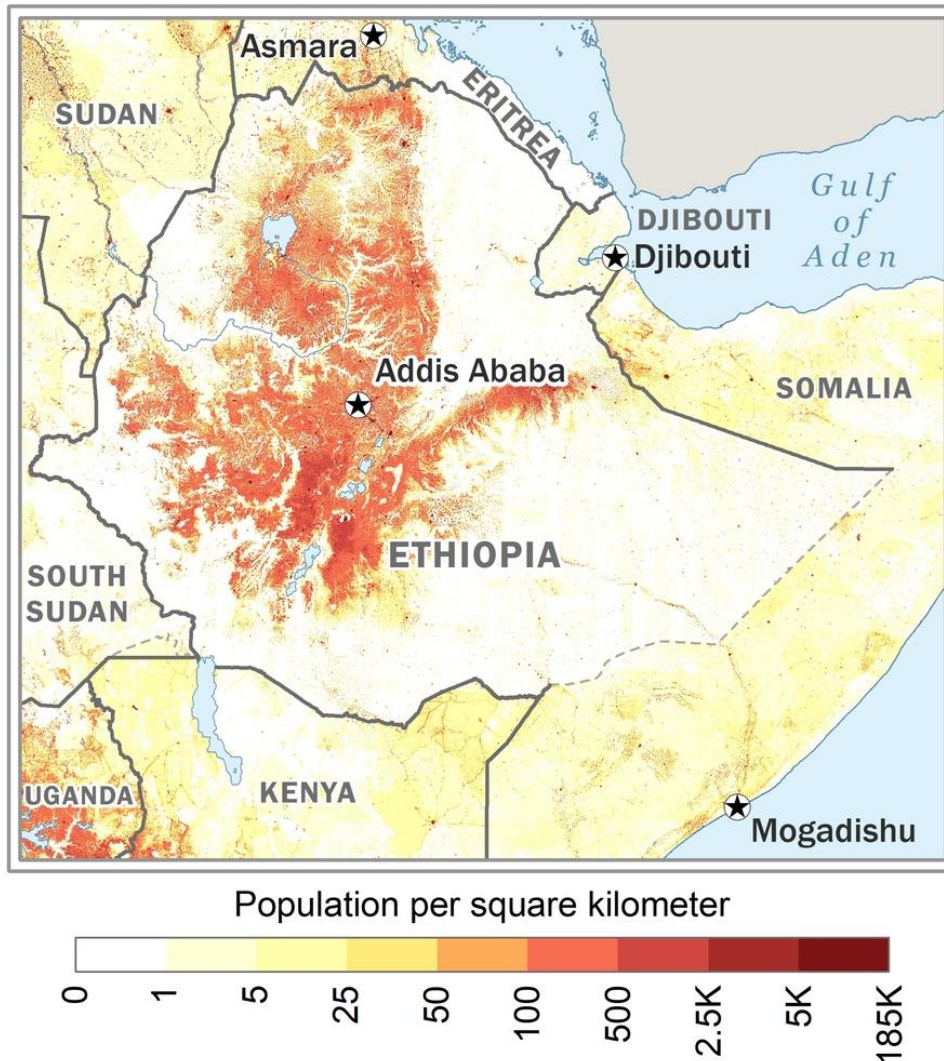 Asmara
SUDAN
ERITREA
Gulf
of
Aden
DJIBOUTI
Djibouti
Addis Ababa
SOMALIA
ETHIOPIA
SOUTH
SUDAN
UGANDA
KENYA
Mogadishu
Population per square kilometer
0
1
5
25
50
100
500
2.5K
5K
185K